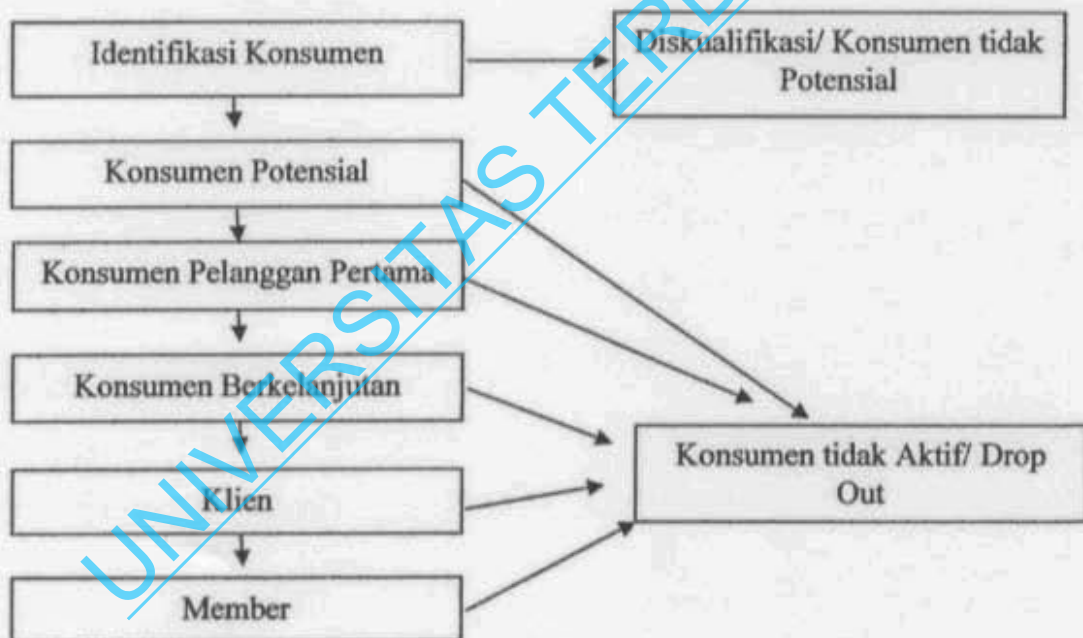 Identifikasi Konsumen
Diskualifikasi/ Konsumen tidak
Potensial
Konsumen Potensial
Konsumen Pelanggan Pertama
Konsumen Berkelanjutan
Konsumen tidak Aktif/ Drop
Out
Klien
Member
UNIVERSITAS